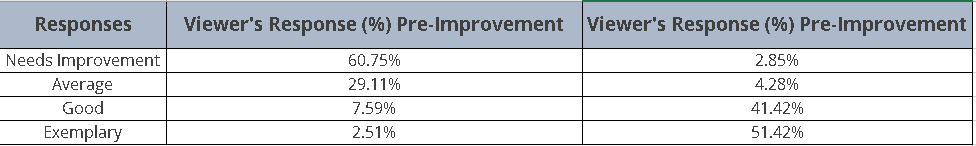 Responses Viewer's Response (%) Pre-Improvement Viewer's Response (%) Pre-Improvement
Needs Improvement 60.75% 2.85%
Average 29.11% 4.28%
Good 7.59% 41.42%
Exemplary 2.51% 51.42%